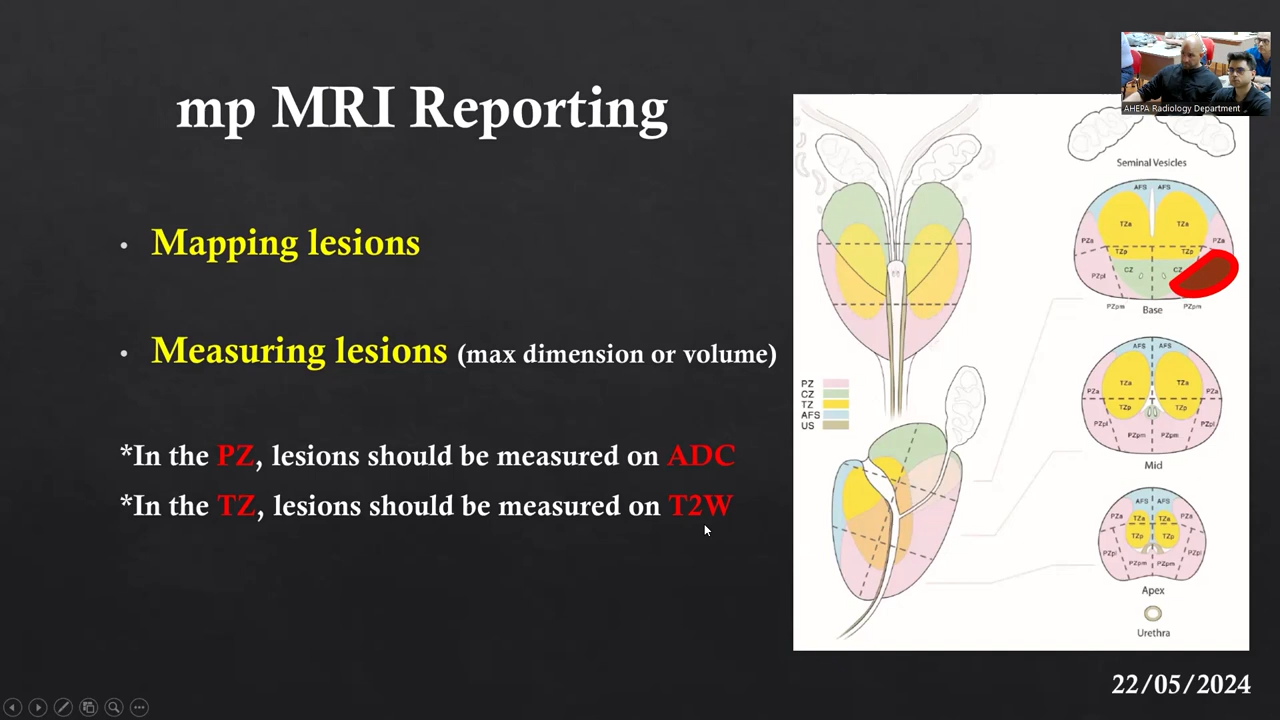 mp MRI Reporting
AHEPA Radiology Department
• Mapping lesions
• Measuring lesions (max dimension or volume)
*In the PZ, lesions should be measured on ADC
*In the TZ, lesions should be measured on T2W
PZ
CZ
TZ
AFS
US
Seminal Vesicles
AFS AFS
TZa TZa
PZa PZa
TZp TZp
CZ CZ
PZpl
PZpm PZpm
Base
AFS AFS
TZa TZa
PZa PZa
TZp TZp
PZpl PZpl
PZpm PZpm
Mid
AFS AFS
PZa TZa TZa PZa
TZp TZp
PZpl PZpl
PZpm PZpm
Apex
Urethra
22/05/2024